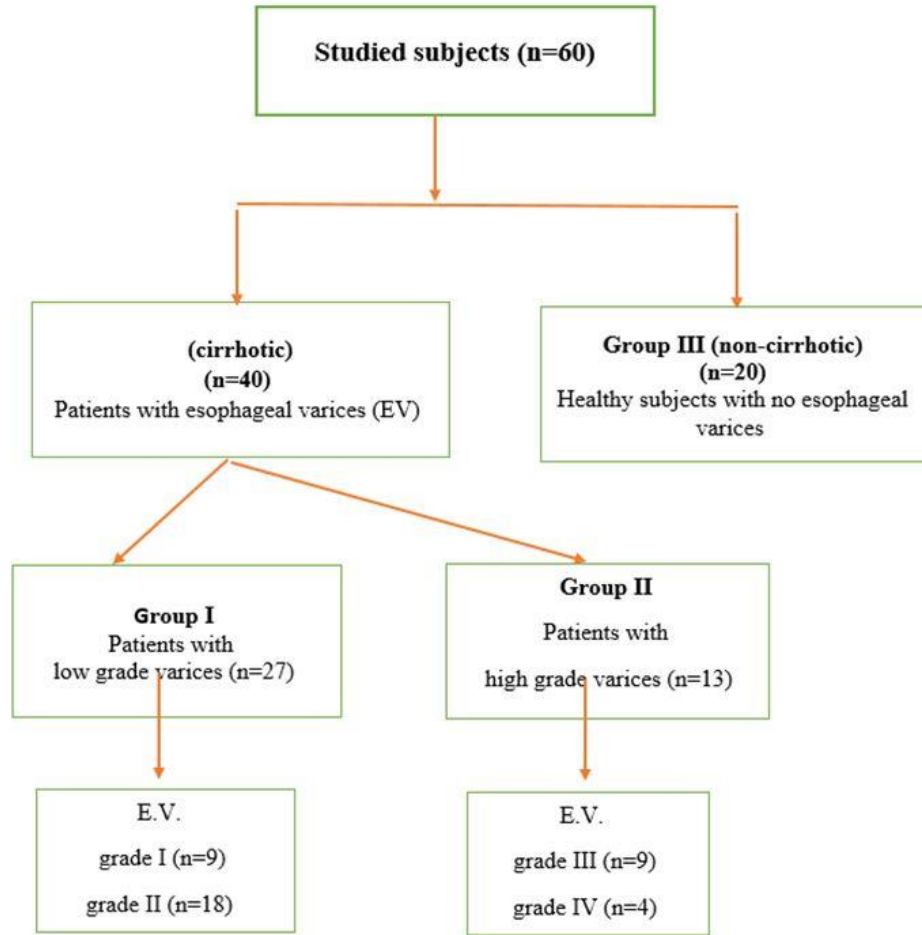 Studied subjects (n=60)
(cirrhotic)
(n=40)
Patients with esophageal varices (EV)
Group III (non-cirrhotic)
(n=20)
Healthy subjects with no esophageal
varices
Group I
Patients with
low grade varices (n=27)
Group II
Patients with
high grade varices (n=13)
E.V.
grade I (n=9)
grade II (n=18)
E.V.
grade III (n=9)
grade IV (n=4)